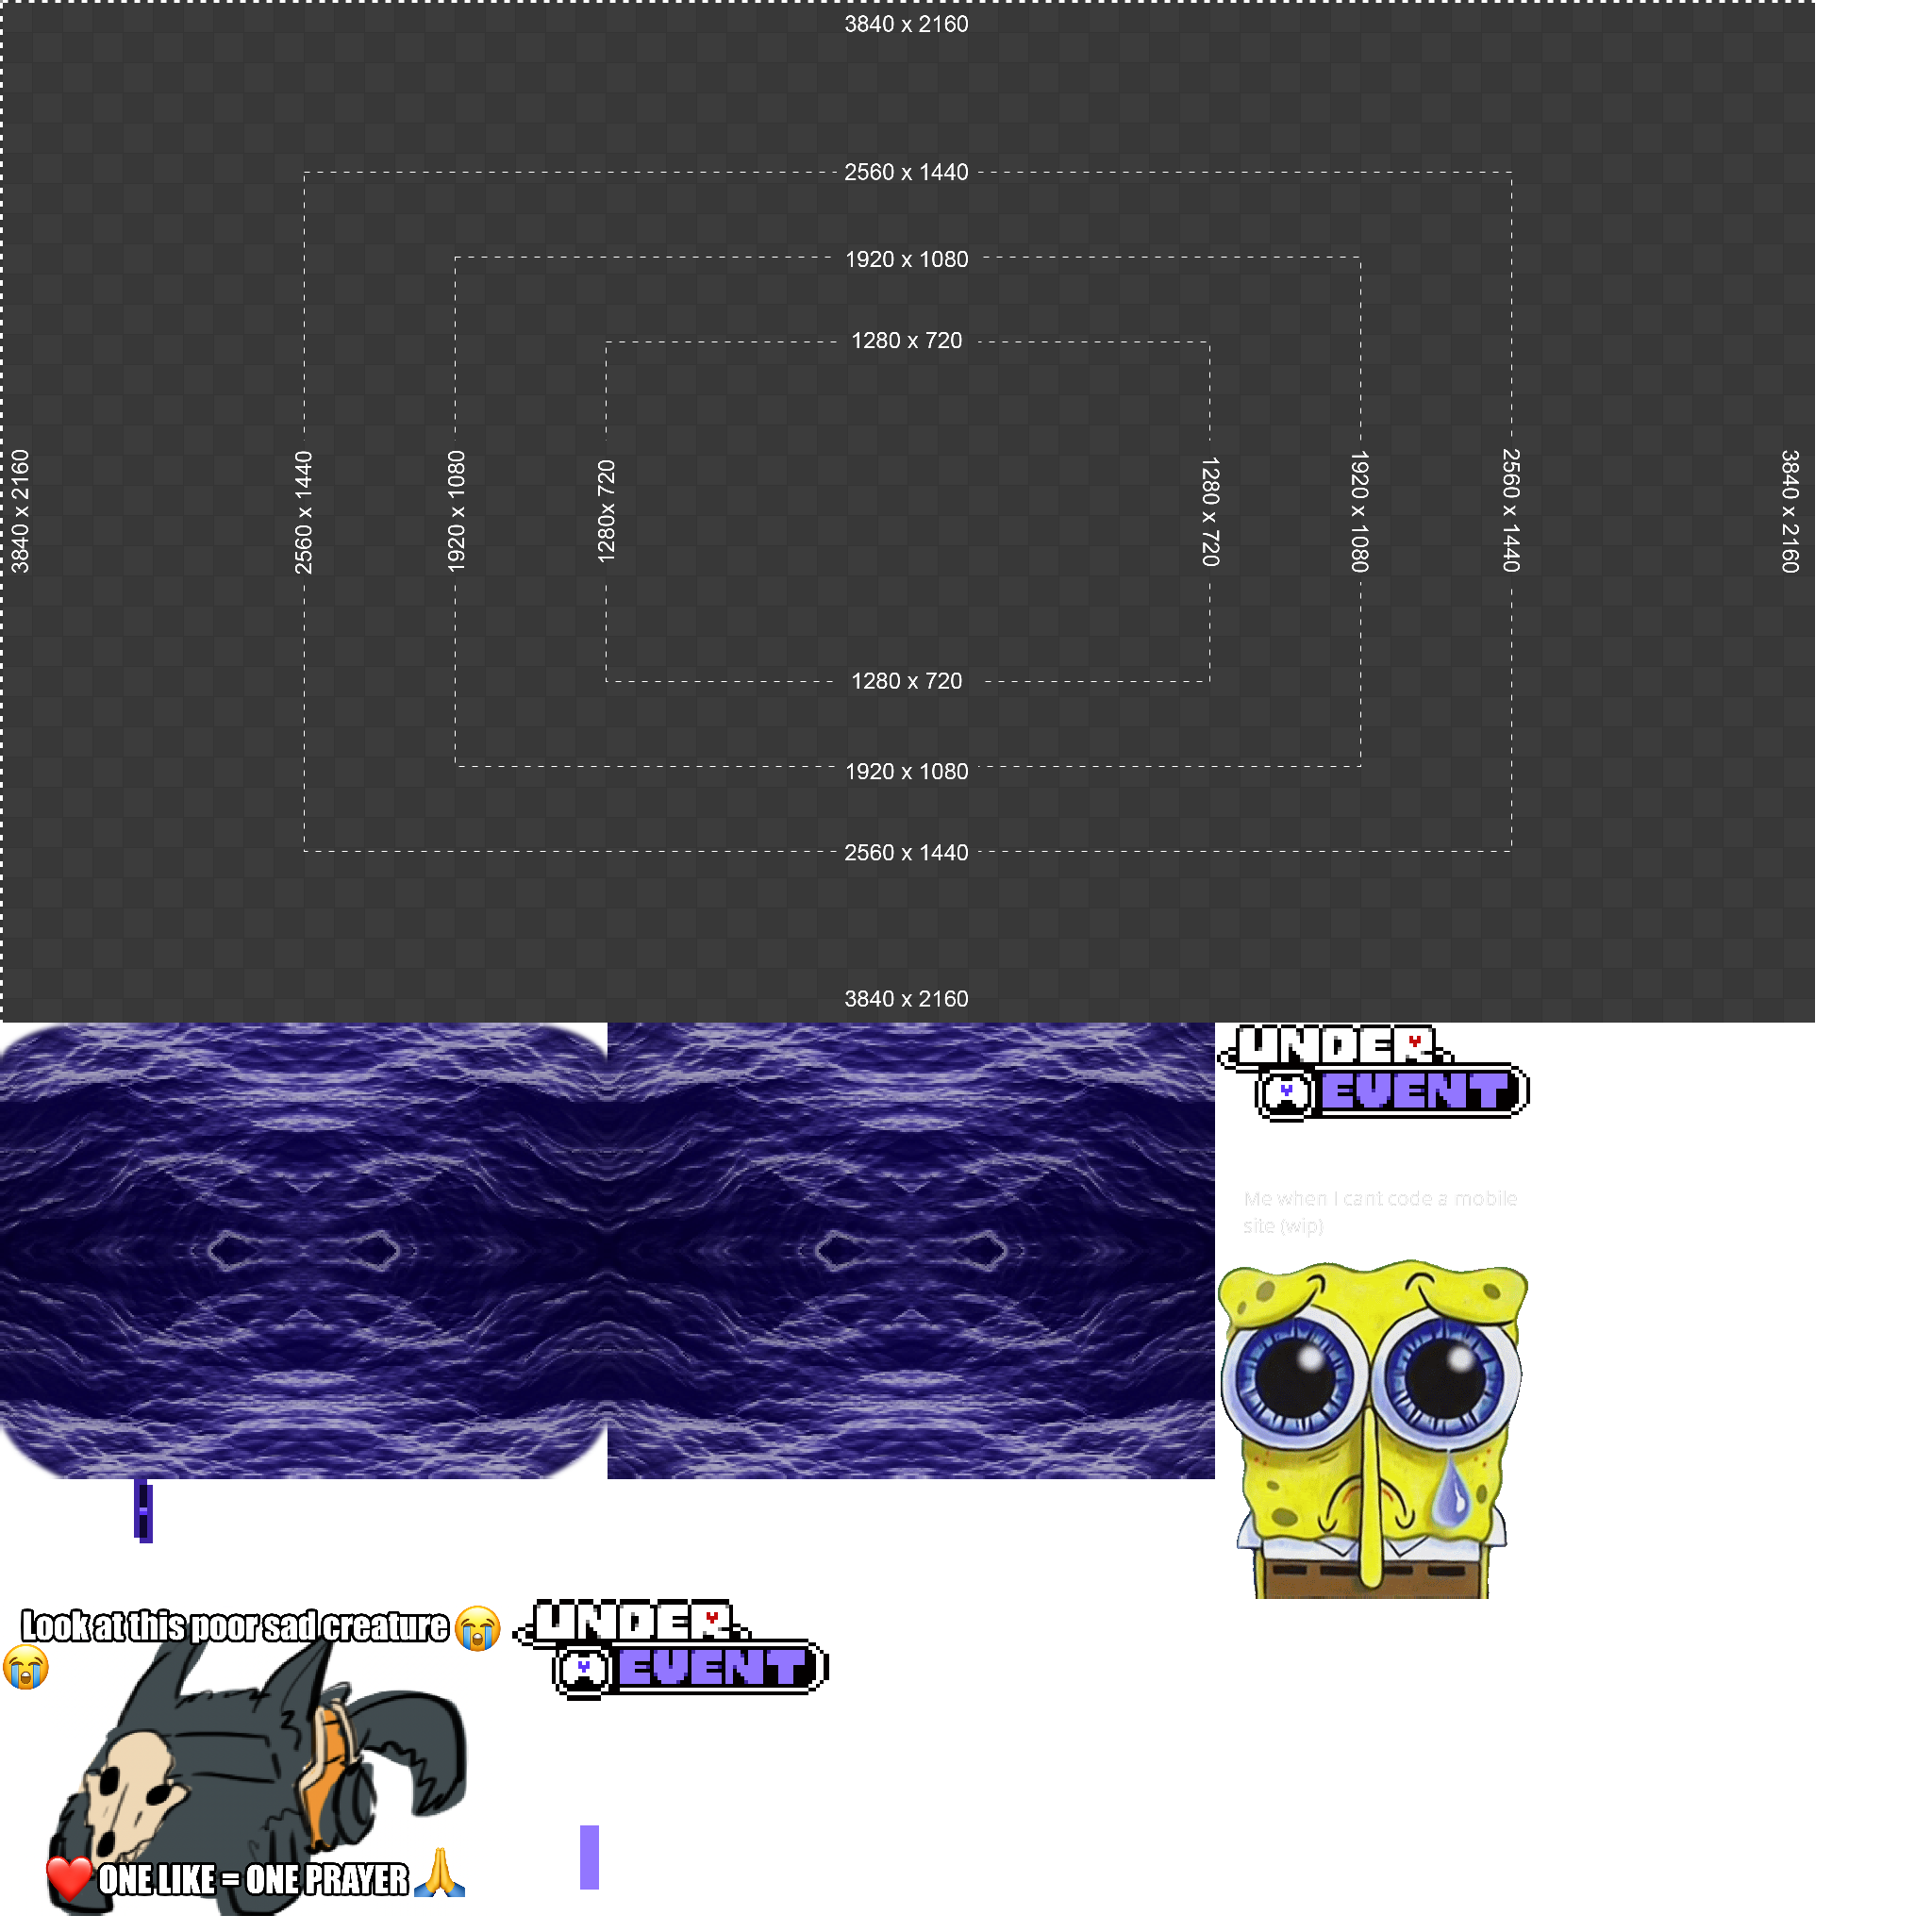 3840 x 2160
2560 x 1440
1920 x 1080
1280 x 720
3840 x 2160
2560 x 1440
1920 x 1080
1280x 720
1280 x 720
1920 x 1080
2560 x 1440
3840 x 2160
1280 x 720
1920 x 1080
2560 x 1440
3840 x 2160
UNDER
EVENT
Me when I cant code a mobile
site (wip)
Look at this poor sad creature 😭
😭
UNDER
EVENT
❤️ ONE LIKE = ONE PRAYER 🙏